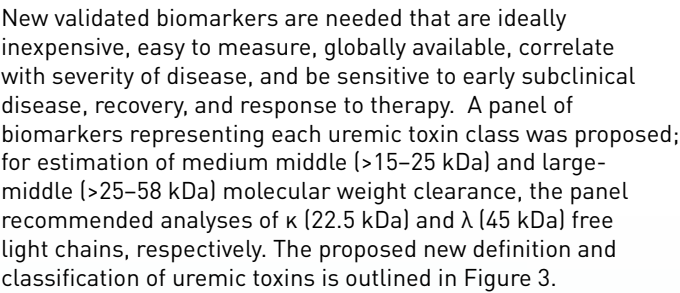 New validated biomarkers are needed that are ideally
inexpensive, easy to measure, globally available, correlate
with severity of disease, and be sensitive to early subclinical
disease, recovery, and response to therapy.  A panel of
biomarkers representing each uremic toxin class was proposed;
for estimation of medium middle (>15–25 kDa) and large-
middle (>25–58 kDa) molecular weight clearance, the panel
recommended analyses of κ (22.5 kDa) and λ (45 kDa) free
light chains, respectively. The proposed new definition and
classification of uremic toxins is outlined in Figure 3.